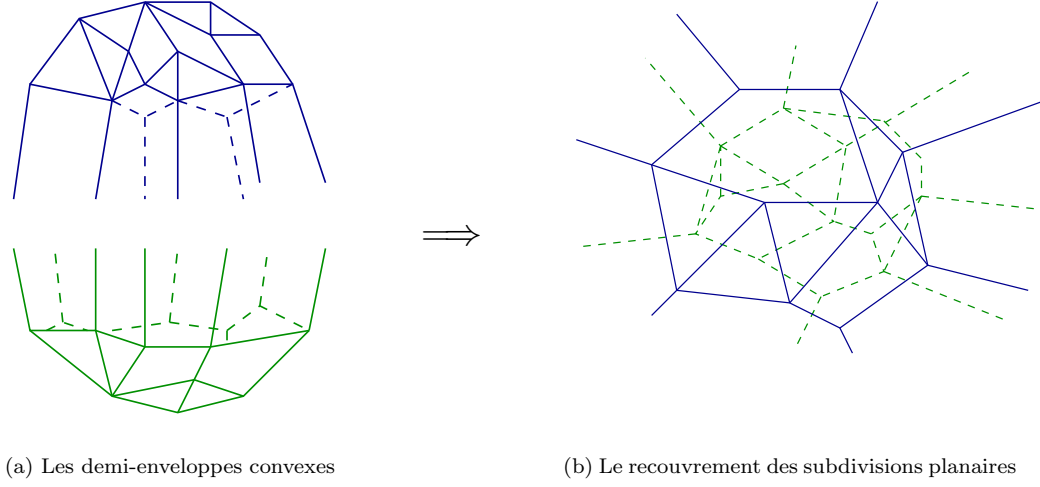 (a) Les demi-enveloppes convexes
(b) Le recouvrement des subdivisions planaires